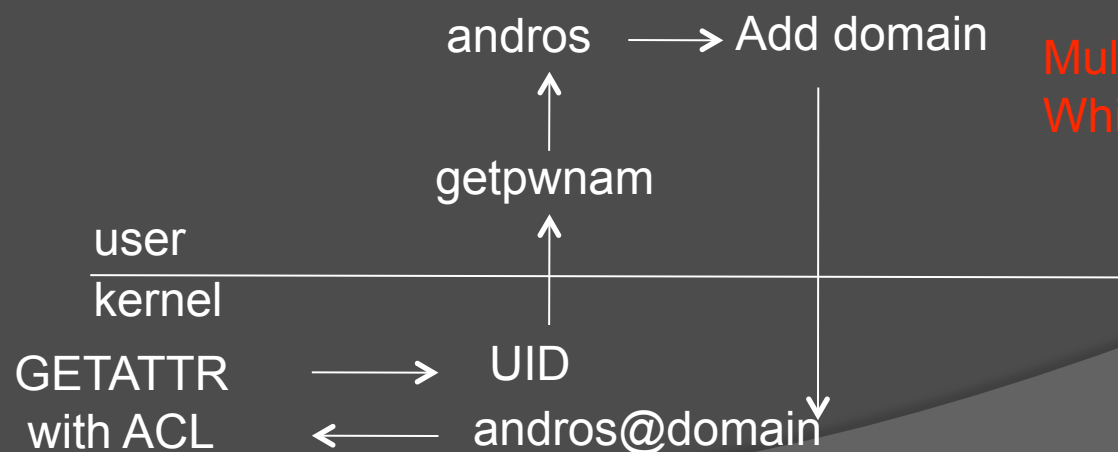 andros Add domain
getpwnam
user
kernel
GETATTR UID
with ACL andros@domain